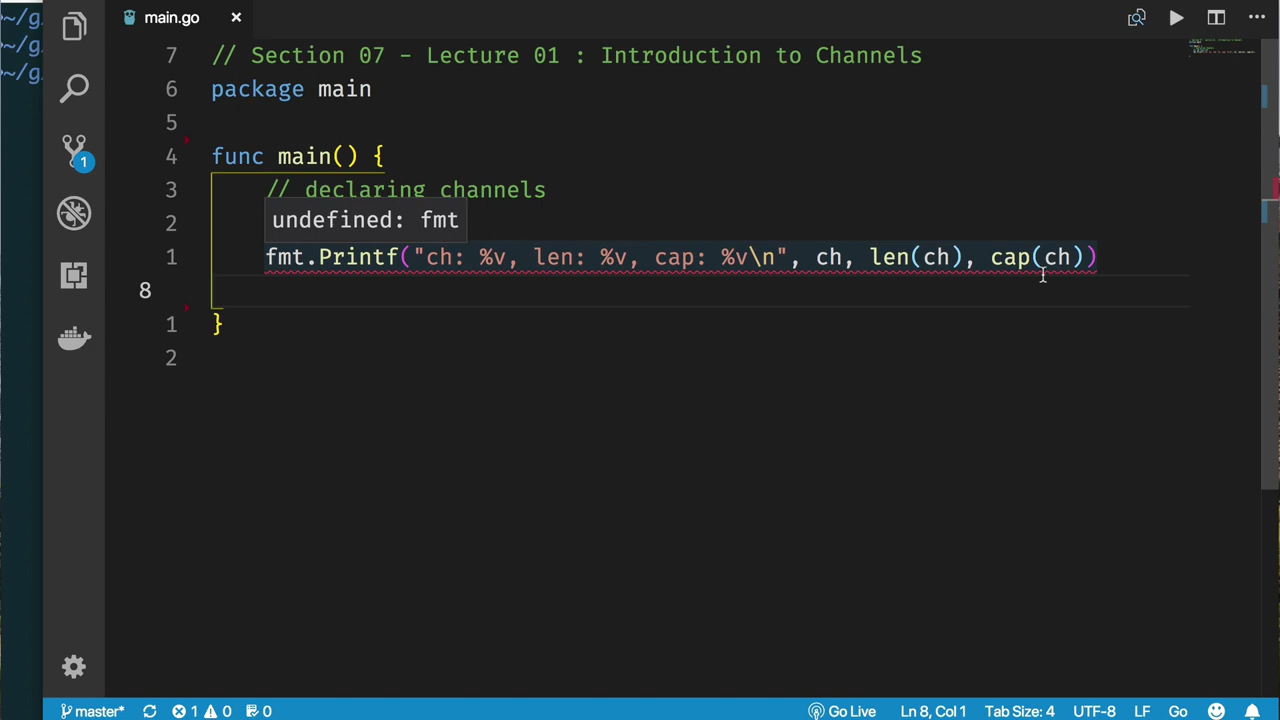 ~/g
~/g
~/g
main.go
7 // Section 07 - Lecture 01 : Introduction to Channels
6 package main
5
4 func main() {
3 // declaring channels
2
undefined: fmt
1 fmt.Printf("ch: %v, len: %v, cap: %v\n", ch, len(ch), cap(ch))
8
1 }
2
1
master* 1 0 0 Go Live Ln 8, Col 1 Tab Size: 4 UTF-8 LF Go